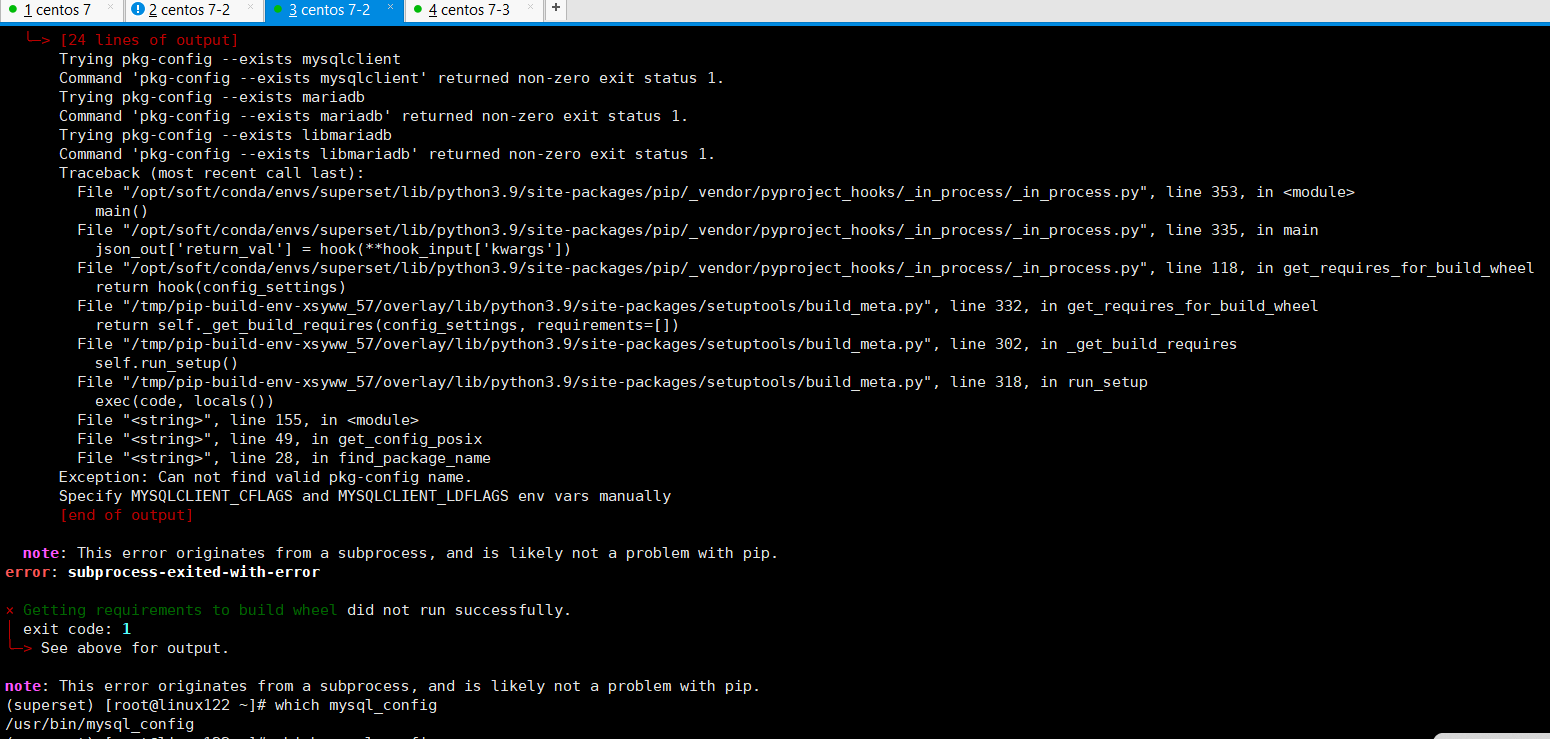 1 centos 7 × 2 centos 7-2 × 3 centos 7-2 × 4 centos 7-3 × +
[24 lines of output]
Trying pkg-config --exists mysqlclient
Command 'pkg-config --exists mysqlclient' returned non-zero exit status 1.
Trying pkg-config --exists mariadb
Command 'pkg-config --exists mariadb' returned non-zero exit status 1.
Trying pkg-config --exists libmariadb
Command 'pkg-config --exists libmariadb' returned non-zero exit status 1.
Traceback (most recent call last):
File "/opt/soft/conda/envs/superset/lib/python3.9/site-packages/pip/_vendor/pyproject_hooks/_in_process/_in_process.py", line 353, in <module>
main()
File "/opt/soft/conda/envs/superset/lib/python3.9/site-packages/pip/_vendor/pyproject_hooks/_in_process/_in_process.py", line 335, in main
json_out['return_val'] = hook(**hook_input['kwargs'])
File "/opt/soft/conda/envs/superset/lib/python3.9/site-packages/pip/_vendor/pyproject_hooks/_in_process/_in_process.py", line 118, in get_requires_for_build_wheel
return hook(config_settings)
File "/tmp/pip-build-env-xsyww_57/overlay/lib/python3.9/site-packages/setuptools/build_meta.py", line 332, in get_requires_for_build_wheel
return self._get_build_requires(config_settings, requirements=[])
File "/tmp/pip-build-env-xsyww_57/overlay/lib/python3.9/site-packages/setuptools/build_meta.py", line 302, in _get_build_requires
self.run_setup()
File "/tmp/pip-build-env-xsyww_57/overlay/lib/python3.9/site-packages/setuptools/build_meta.py", line 318, in run_setup
exec(code, locals())
File "<string>", line 155, in <module>
File "<string>", line 49, in get_config_posix
File "<string>", line 28, in find_package_name
Exception: Can not find valid pkg-config name.
Specify MYSQLCLIENT_CFLAGS and MYSQLCLIENT_LDFLAGS env vars manually
[end of output]
note: This error originates from a subprocess, and is likely not a problem with pip.
error: subprocess-exited-with-error
× Getting requirements to build wheel did not run successfully.
exit code: 1
See above for output.
note: This error originates from a subprocess, and is likely not a problem with pip.
(superset) [root@linux122 ~]# which mysql_config
/usr/bin/mysql_config